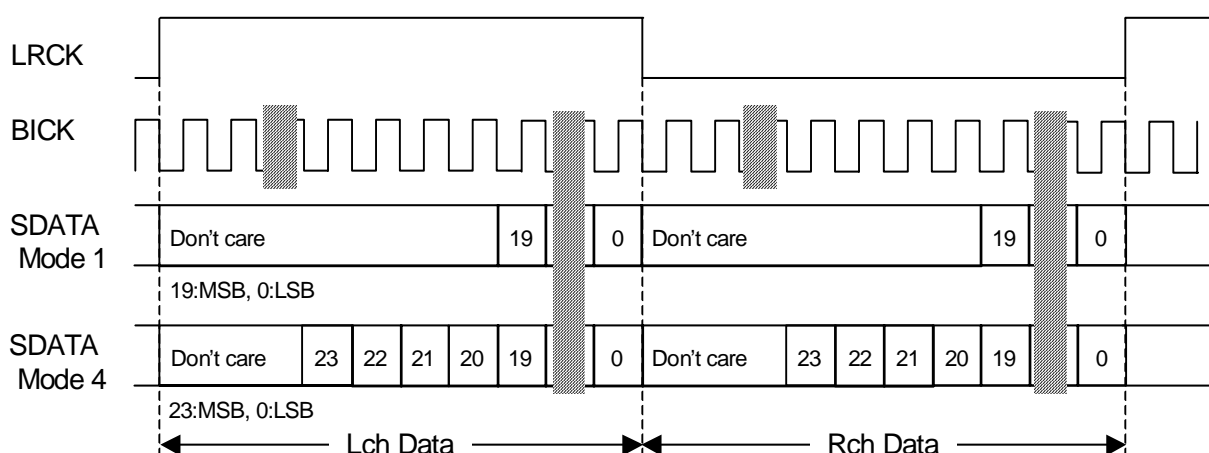 LRCK
BICK
SDATA
Mode 1
Don't care 19 0 Don't care 19 0
19:MSB, 0:LSB
SDATA
Mode 4
Don't care 23 22 21 20 19 0 Don't care 23 22 21 20 19 0
23:MSB, 0:LSB
Lch Data Rch Data